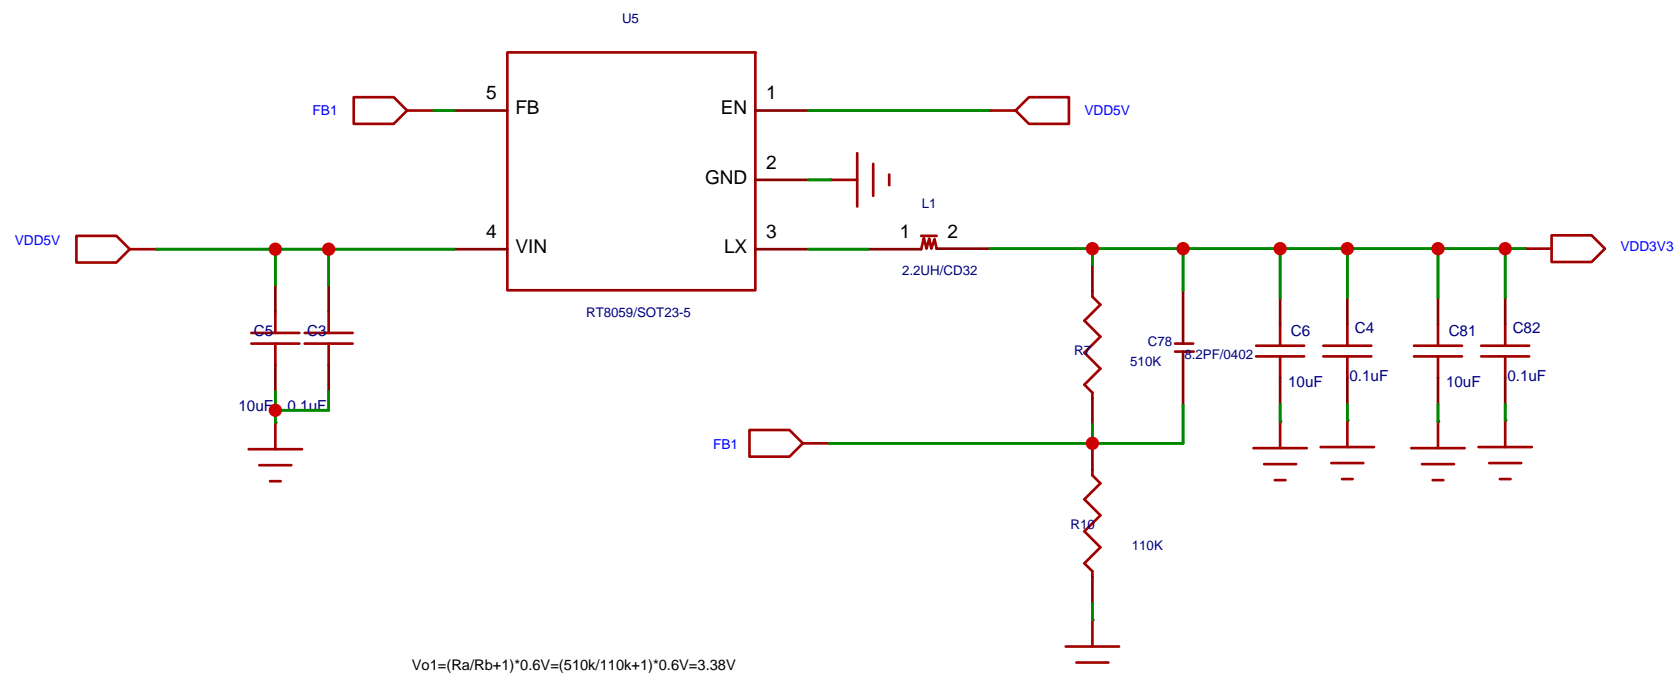 U5
5
FB
EN
1
FB1
VDD5V
GND
2
L1
VDD5V
4
VIN
LX
3
1
2
VDD3V3
2.2UH/CD32
RT8059/SOT23-5
C5
C3
10uF
0.1uF
R7
510K
C78
8.2PF/0402
C6
10uF
C4
0.1uF
C81
10uF
C82
0.1uF
FB1
R10
110K
Vo1=(Ra/Rb+1)*0.6V=(510k/110k+1)*0.6V=3.38V